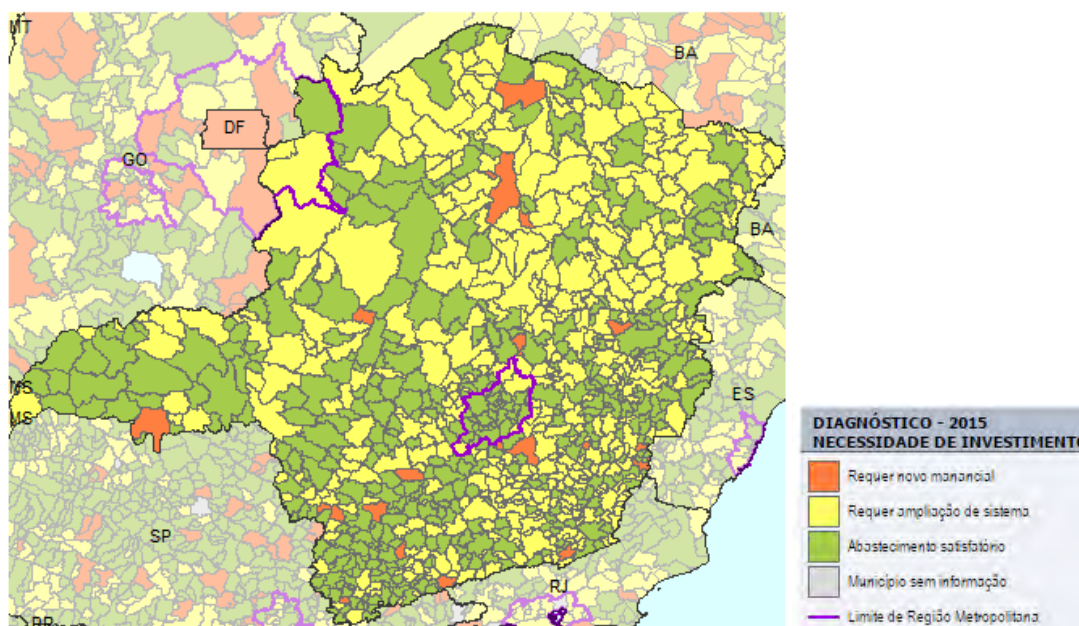 MT
BA
DF
GO
BA
MS
MS
ES
SP
RJ
PR
DIAGNÓSTICO - 2015
NECESSIDADE DE INVESTIMENTO
Requer novo manancial
Requer ampliação de sistema
Abastecimento satisfatório
Município sem informação
Limite de Região Metropolitana